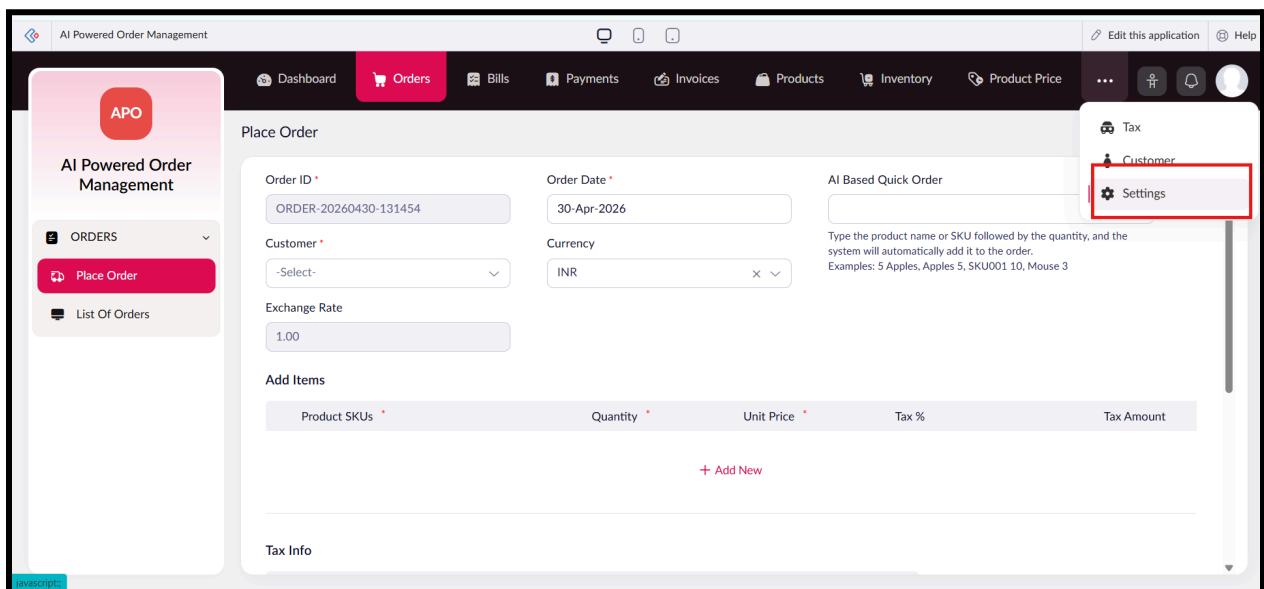 AI Powered Order Management
Edit this application
Help
Dashboard
Orders
Bills
Payments
Invoices
Products
Inventory
Product Price
...
Tax
Customer
Settings
APO
AI Powered Order
Management
ORDERS
Place Order
List Of Orders
Place Order
Order ID *
ORDER-20260430-131454
Order Date *
30-Apr-2026
AI Based Quick Order
Type the product name or SKU followed by the quantity, and the
system will automatically add it to the order.
Examples: 5 Apples, Apples 5, SKU001 10, Mouse 3
Customer *
-Select-
Currency
INR
Exchange Rate
1.00
Add Items
Product SKUs *
Quantity *
Unit Price *
Tax %
Tax Amount
+ Add New
Tax Info
javascript:;